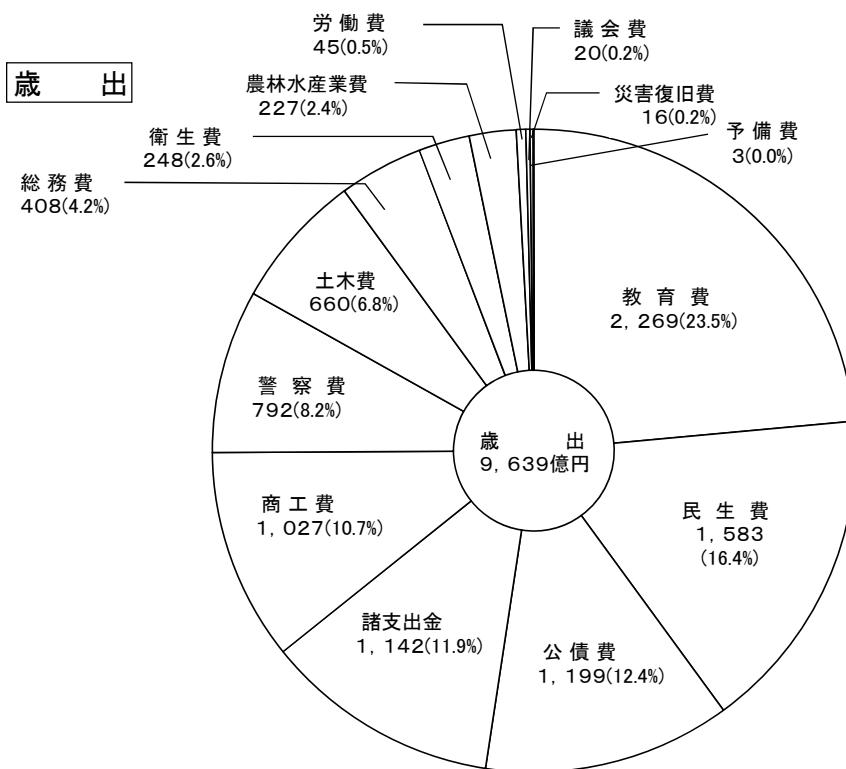 歳　出
労働費
45(0.5%)
議会費
20(0.2%)
農林水産業費
227(2.4%)
災害復旧費
16(0.2%)
衛生費
248(2.6%)
予備費
3(0.0%)
総務費
408(4.2%)
土木費
660(6.8%)
教育費
2,269(23.5%)
警察費
792(8.2%)
歳　出
9,639億円
商工費
1,027(10.7%)
民生費
1,583
(16.4%)
諸支出金
1,142(11.9%)
公債費
1,199(12.4%)